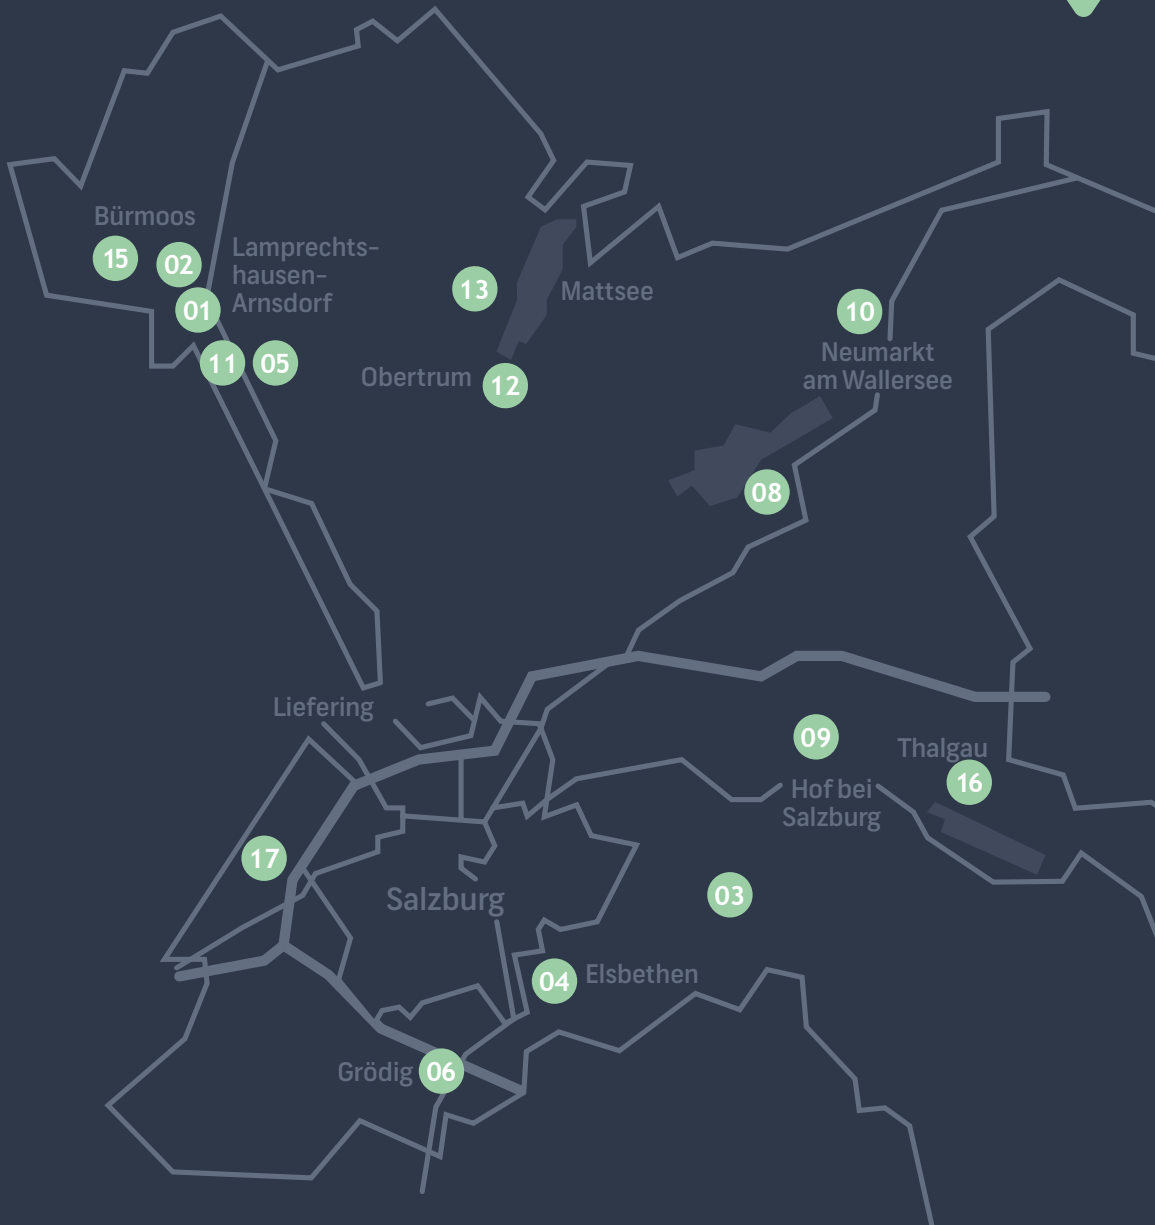 Bürmoos
15
02
Lamprechts-
hausen-
Arnsdorf
01
11
05
13
Mattsee
Obertrum
12
10
Neumarkt
am Wallersee
08
Liefering
09
Thalgau
16
Hof bei
Salzburg
17
Salzburg
03
04
Elsbethen
Grödig
06